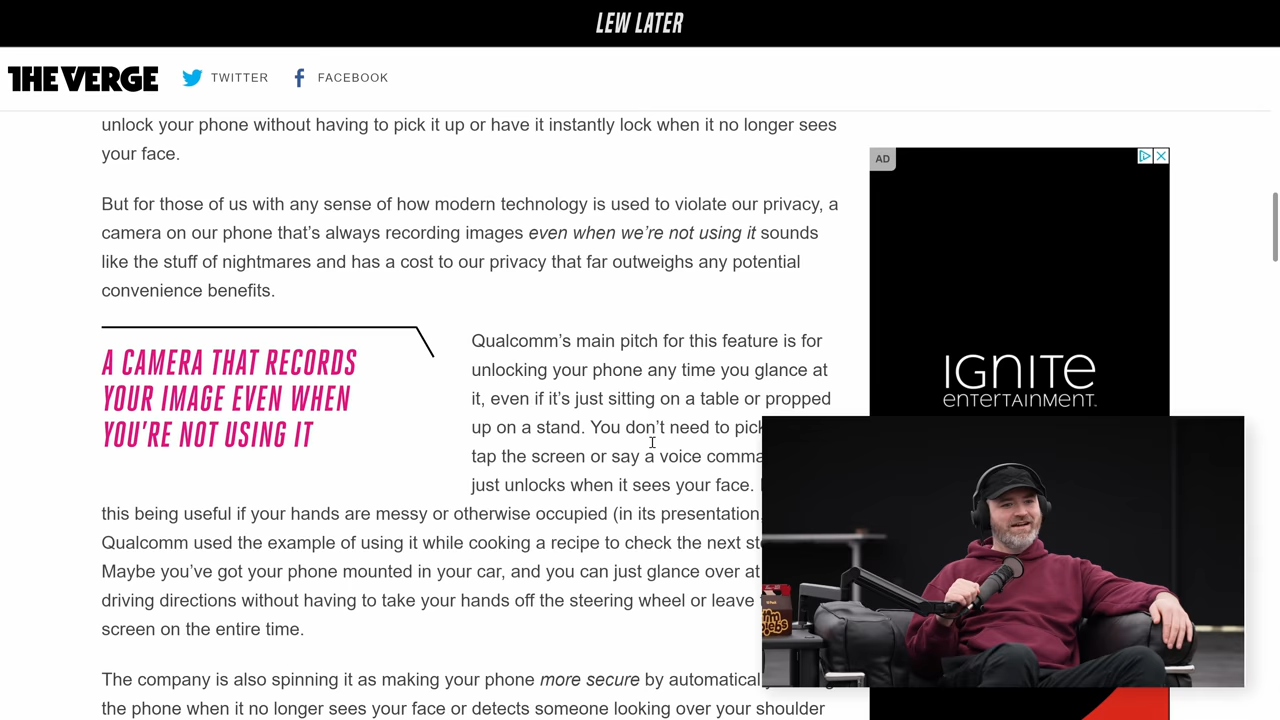 LEW LATER
THE VERGE
TWITTER
FACEBOOK
unlock your phone without having to pick it up or have it instantly lock when it no longer sees
your face.
But for those of us with any sense of how modern technology is used to violate our privacy, a
camera on our phone that's always recording images even when we're not using it sounds
like the stuff of nightmares and has a cost to our privacy that far outweighs any potential
convenience benefits.
A CAMERA THAT RECORDS
YOUR IMAGE EVEN WHEN
YOU'RE NOT USING IT
Qualcomm's main pitch for this feature is for
unlocking your phone any time you glance at
it, even if it's just sitting on a table or propped
up on a stand. You don't need to pick
tap the screen or say a voice comma
just unlocks when it sees your face.
this being useful if your hands are messy or otherwise occupied (in its presentation,
Qualcomm used the example of using it while cooking a recipe to check the next
Maybe you've got your phone mounted in your car, and you can just glance over at
driving directions without having to take your hands off the steering wheel or leave
screen on the entire time.
The company is also spinning it as making your phone more secure by
the phone when it no longer sees your face or detects someone looking over your shoulder
AD
IGNITE
ENTERTAINMENT